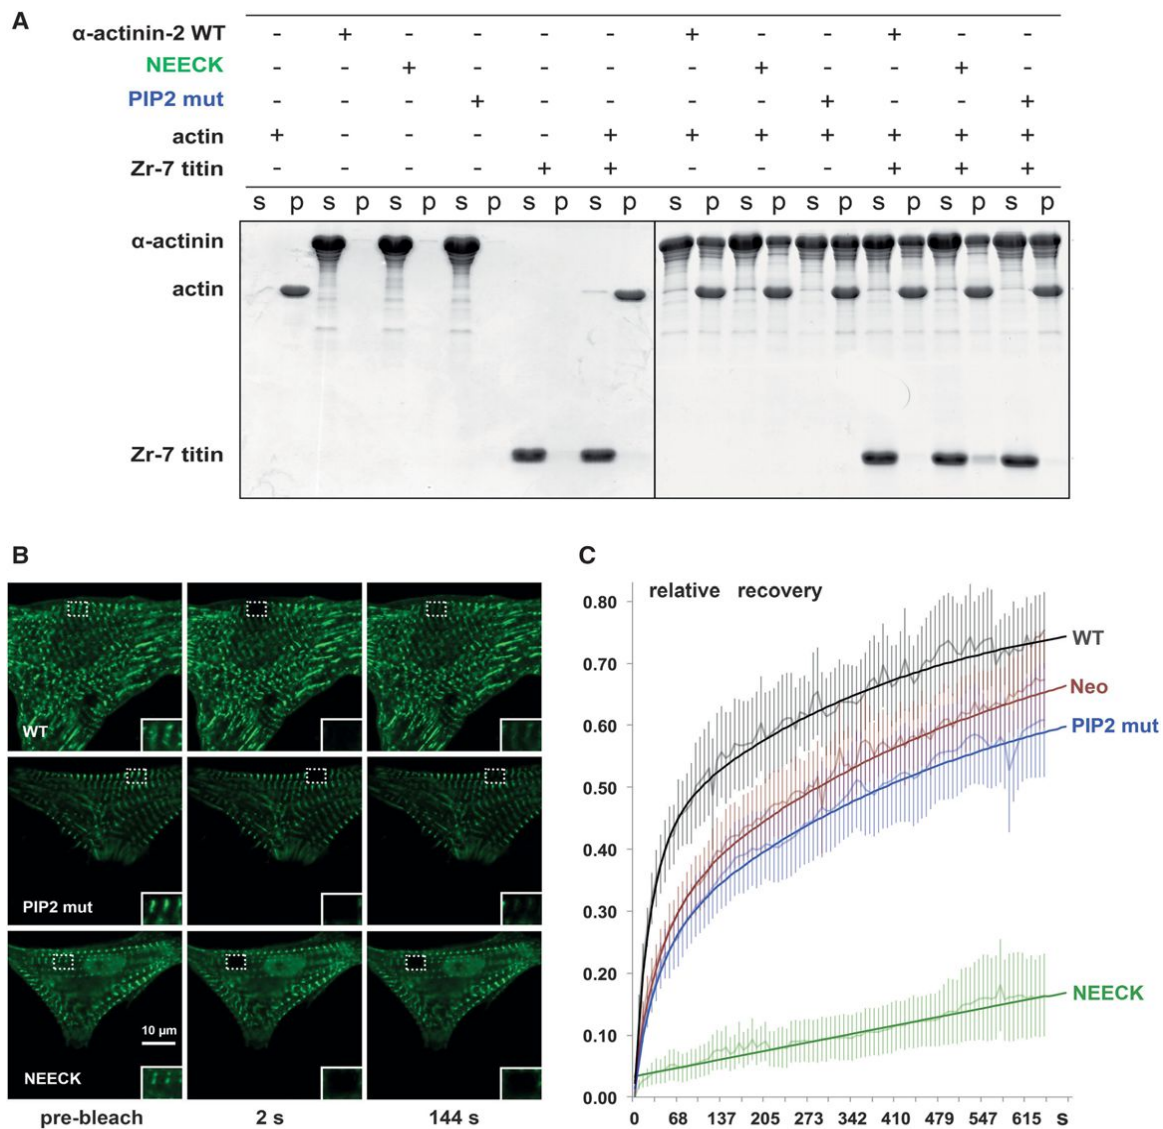 A
α-actinin-2 WT - + - - - - + - - + - -
NEECK - - + - - - - + - - + -
PIP2 mut - - - + - - - - + - - +
actin + - - - - + + + + + + +
Zr-7 titin - - - - + + - - - + + +
s p s p s p s p s p s p s p s p s p s p s p s p
α-actinin
actin
Zr-7 titin
B
WT
PIP2 mut
10 µm
NEECK
pre-bleach 2 s 144 s
C
relative recovery
0.80
0.70
0.60
0.50
0.40
0.30
0.20
0.10
0.00
WT
Neo
PIP2 mut
NEECK
0 68 137 205 273 342 410 479 547 615 s